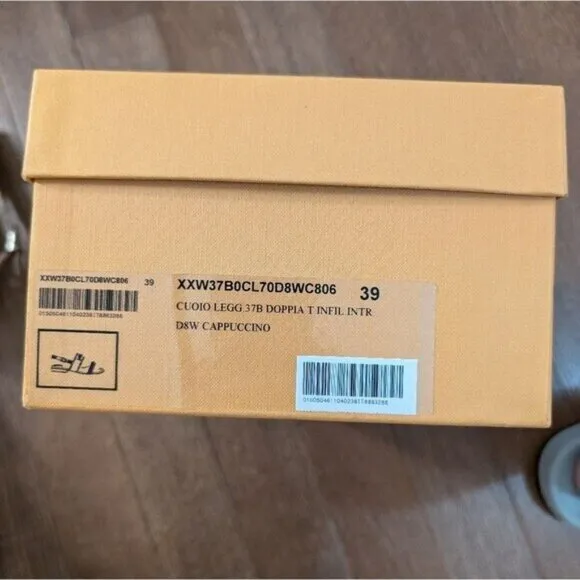 XXW37B0CL70D8WC806 39
XXW37B0CL70D8WC806 39
CUOIO LEGG.37B DOPPIA T INFIL INTR
D8W CAPPUCCINO